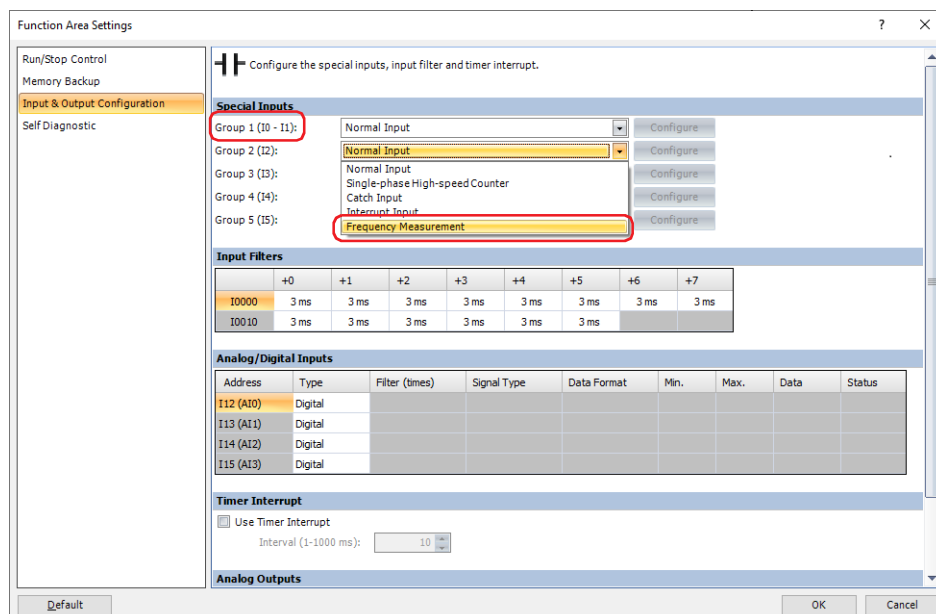 Function Area Settings
?
Run/Stop Control
Memory Backup
Input & Output Configuration
Self Diagnostic
Configure the special inputs, input filter and timer interrupt.
Special Inputs
Group 1 (I0 - I1): Normal Input Configure
Group 2 (I2): Normal Input Configure
Group 3 (I3): Configure
Group 4 (I4): Configure
Group 5 (I5): Configure
Normal Input
Single-phase High-speed Counter
Catch Input
Interrupt Input
Frequency Measurement
Input Filters
+0 +1 +2 +3 +4 +5 +6 +7
I0000 3 ms 3 ms 3 ms 3 ms 3 ms 3 ms 3 ms 3 ms
I0010 3 ms 3 ms 3 ms 3 ms 3 ms 3 ms
Analog/Digital Inputs
Address Type Filter (times) Signal Type Data Format Min. Max. Data Status
I12 (AI0) Digital
I13 (AI1) Digital
I14 (AI2) Digital
I15 (AI3) Digital
Timer Interrupt
Use Timer Interrupt
Interval (1-1000 ms): 10
Analog Outputs
Default OK Cancel